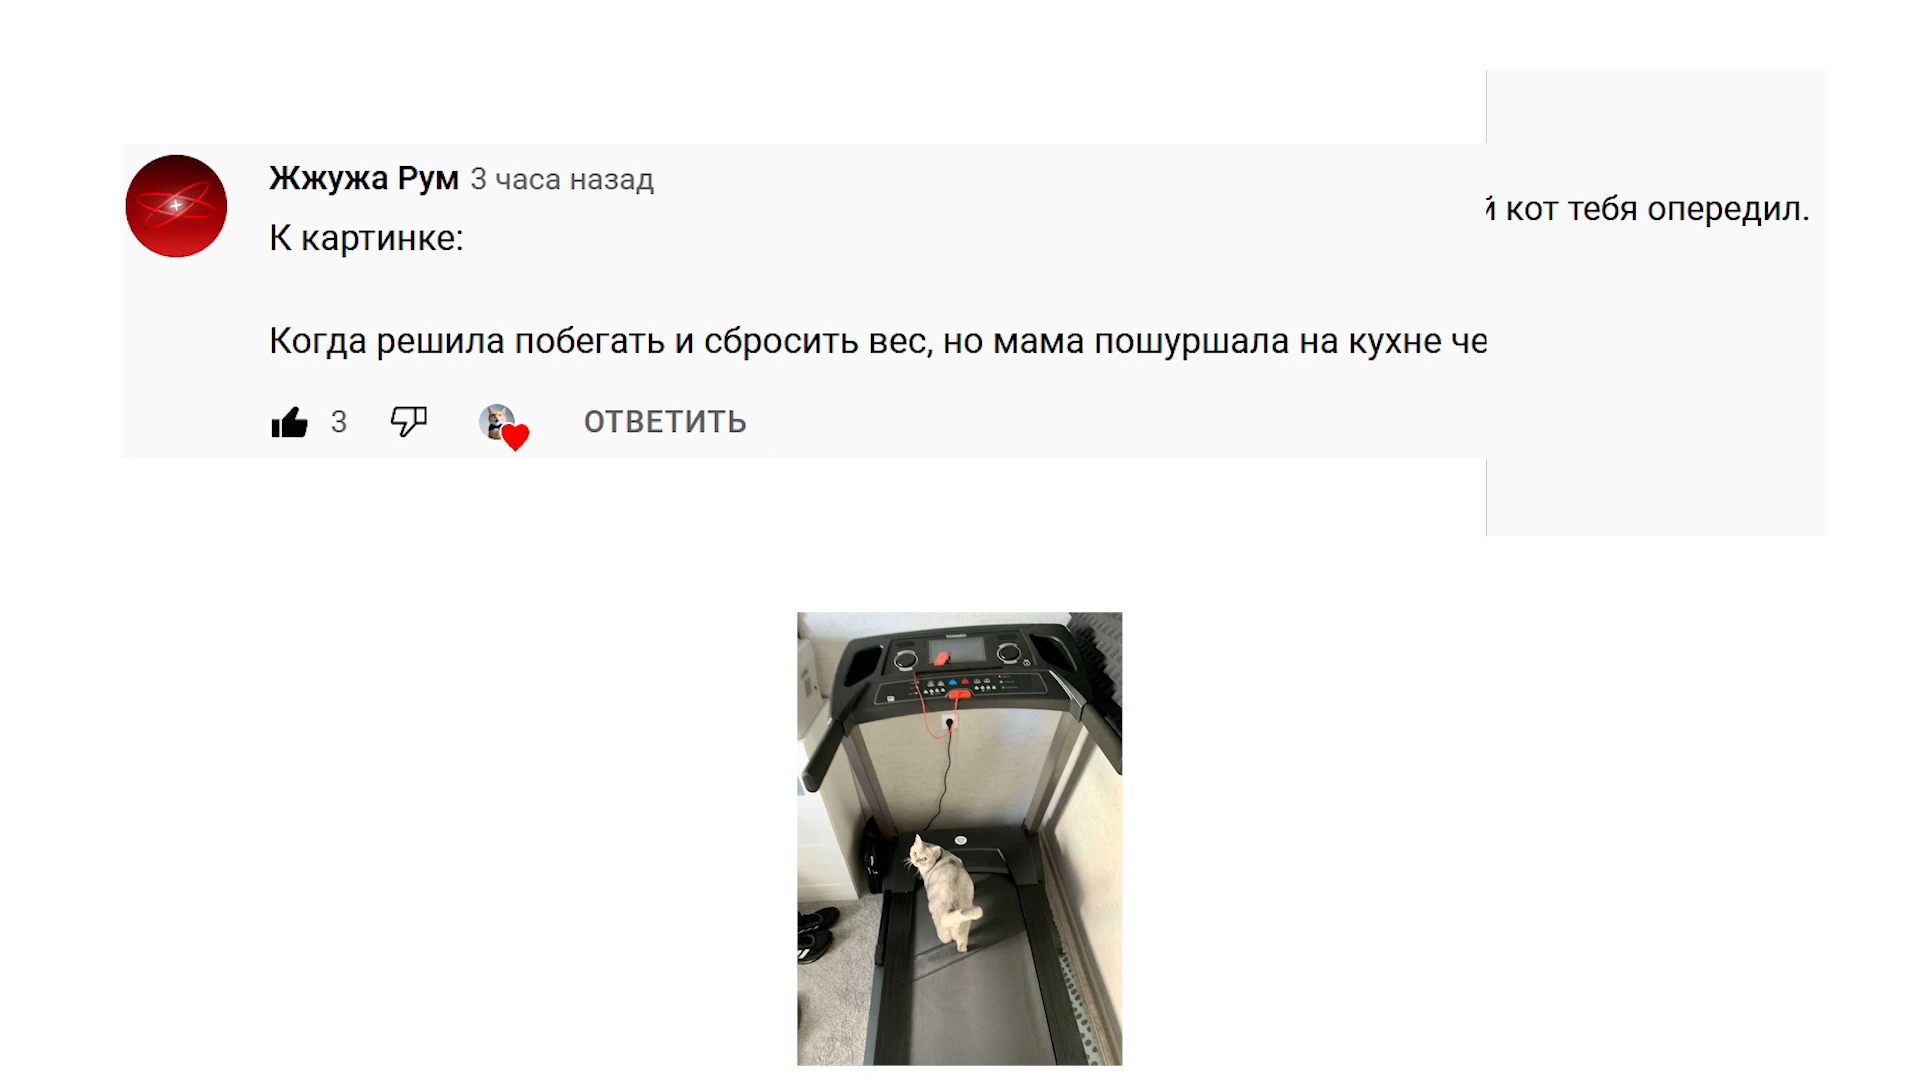 Жжужа Рум 3 часа назад
К картинке:
Когда решила побегать и сбросить вес, но мама пошуршала на кухне че
3
ОТВЕТИТЬ
кот тебя опередил.